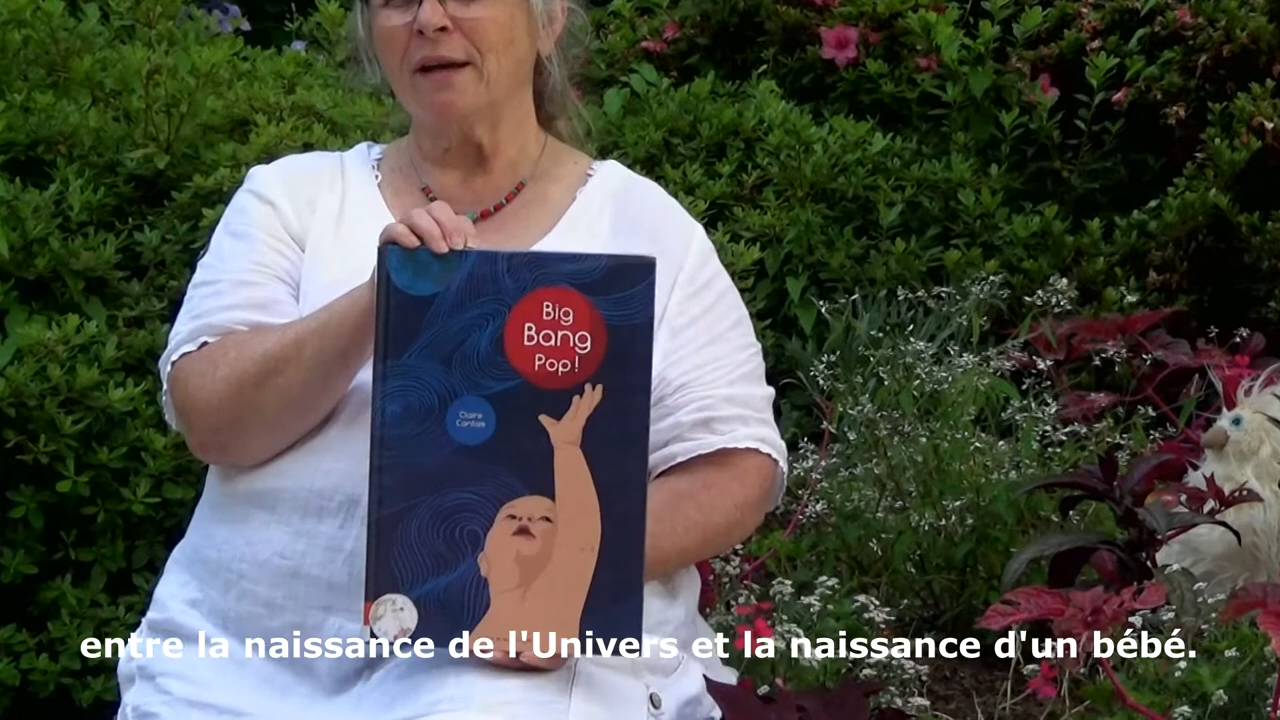 Big
Bang
Pop!
Claire
Cantais
entre la naissance de l'Univers et la naissance d'un bébé.